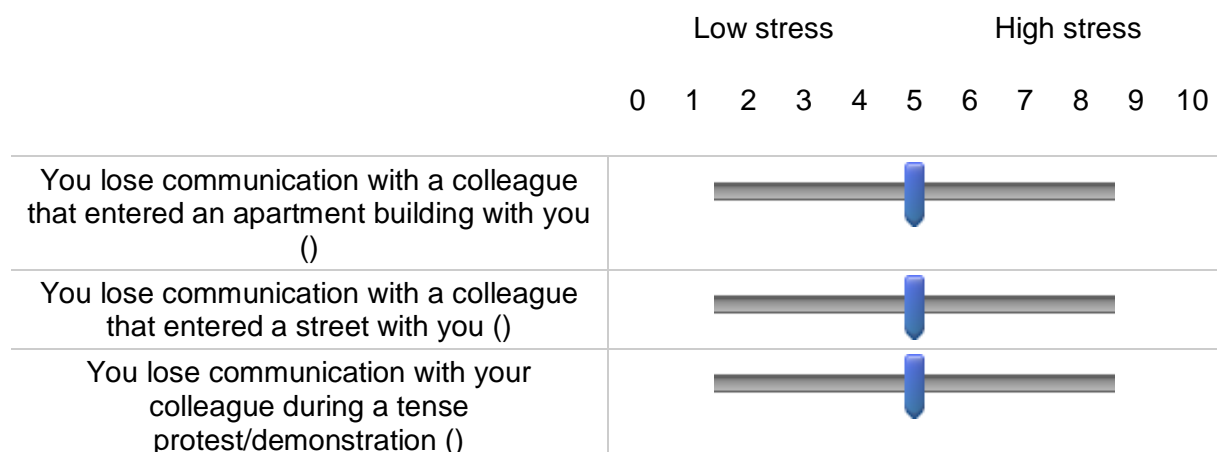 Low stress High stress
0 1 2 3 4 5 6 7 8 9 10
You lose communication with a colleague
that entered an apartment building with you
()
You lose communication with a colleague
that entered a street with you ()
You lose communication with your
colleague during a tense
protest/demonstration ()